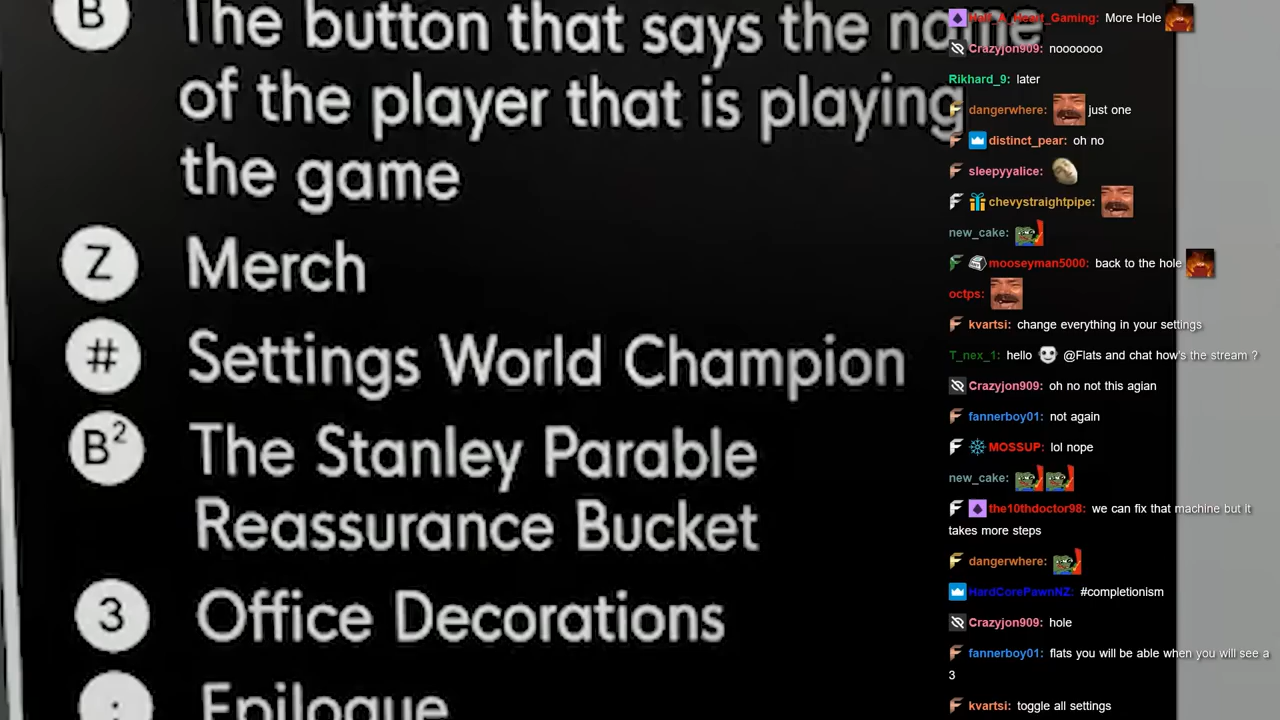 B The button that says the name
of the player that is playing
the game
Z Merch
# Settings World Champion
B² The Stanley Parable
Reassurance Bucket
3 Office Decorations
: Epilogue
Half_A_Heart_Gaming: More Hole
Crazyjon909: nooooooo
Rikhard_9: later
dangerwhere: just one
distinct_pear: oh no
sleepyyalice:
chevystraightpipe:
new_cake:
mooseyman5000: back to the hole
octps:
kvartsi: change everything in your settings
T_nex_1: hello @Flats and chat how's the stream ?
Crazyjon909: oh no not this agian
fannerboy01: not again
MOSSUP: lol nope
new_cake:
the10thdoctor98: we can fix that machine but it
takes more steps
dangerwhere:
HardCorePawnNZ: #completionism
Crazyjon909: hole
fannerboy01: flats you will be able when you will see a
3
kvartsi: toggle all settings